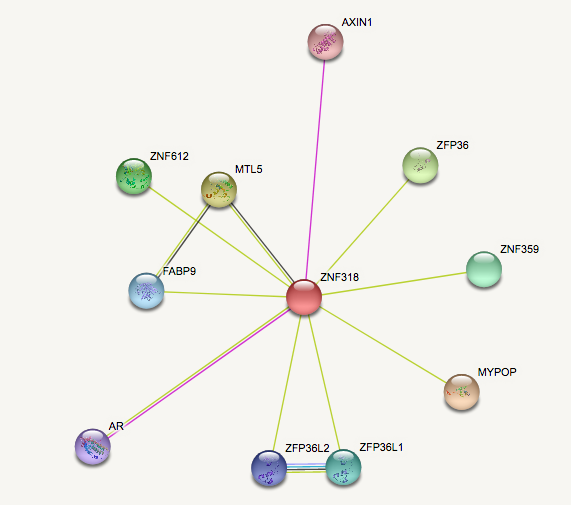 AXIN1
ZFP36
ZNF612
MTL5
ZNF359
FABP9
ZNF318
MYPOP
AR
ZFP36L2
ZFP36L1